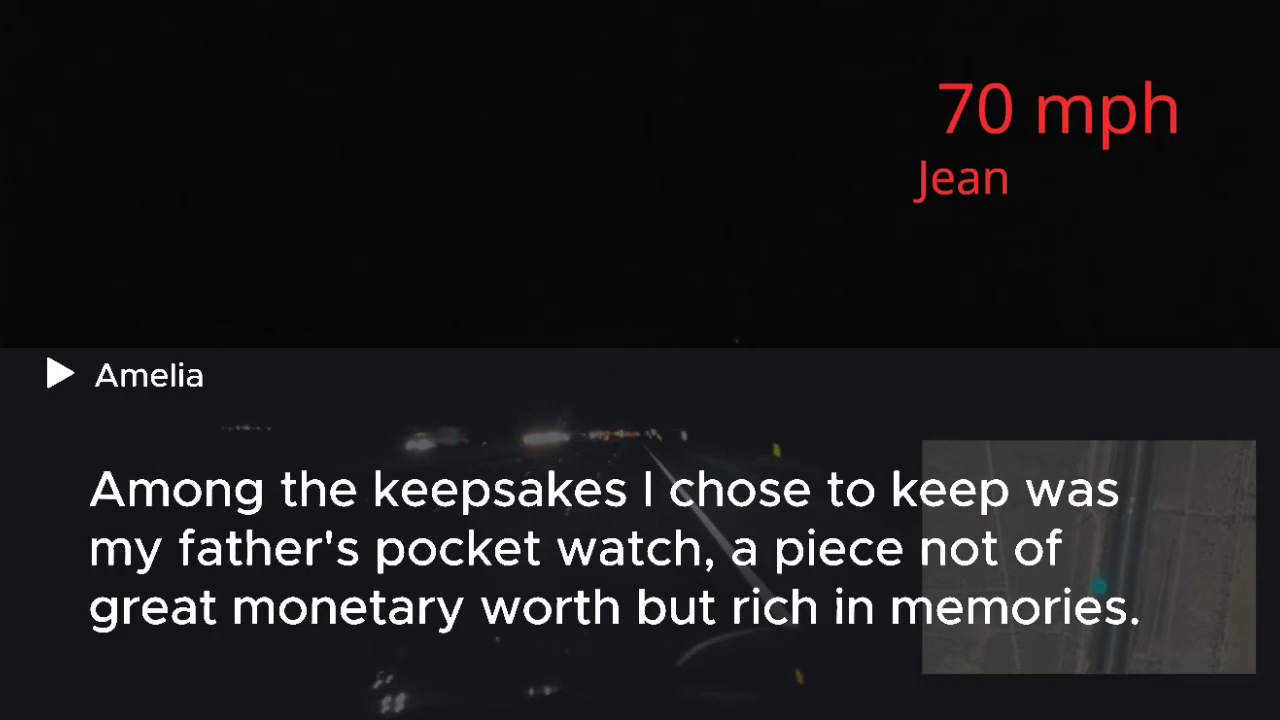 70 mph
Jean
Amelia
Among the keepsakes I chose to keep was
my father's pocket watch, a piece not of
great monetary worth but rich in memories.